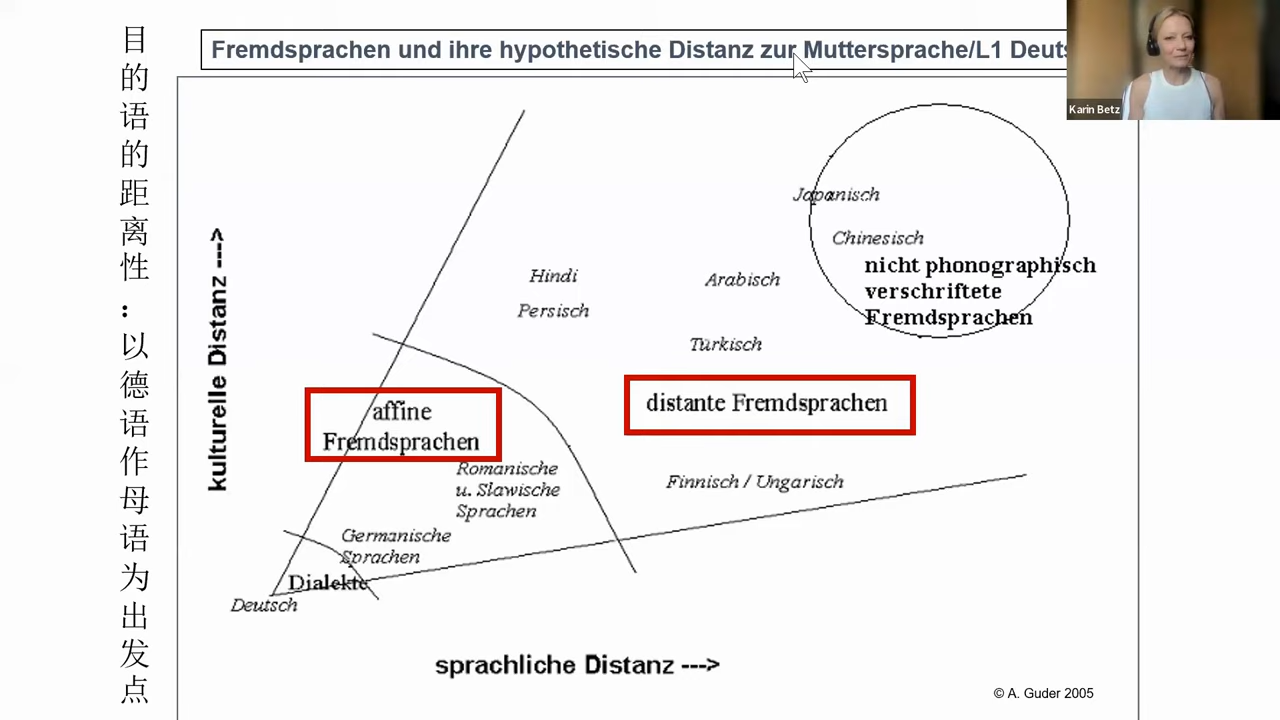 目的语的距离性：以德语作母语为出发点
Fremdsprachen und ihre hypothetische Distanz zur Muttersprache/L1 Deuts
Karin Betz
kulturelle Distanz --->
Japanisch
Chinesisch
nicht phonographisch
verschriftete
Fremdsprachen
Hindi
Arabisch
Persisch
Türkisch
affine
Fremdsprachen
distante Fremdsprachen
Romanische
u. Slawische
Sprachen
Finnisch / Ungarisch
Germanische
Sprachen
Dialekte
Deutsch
sprachliche Distanz --->
© A. Guder 2005